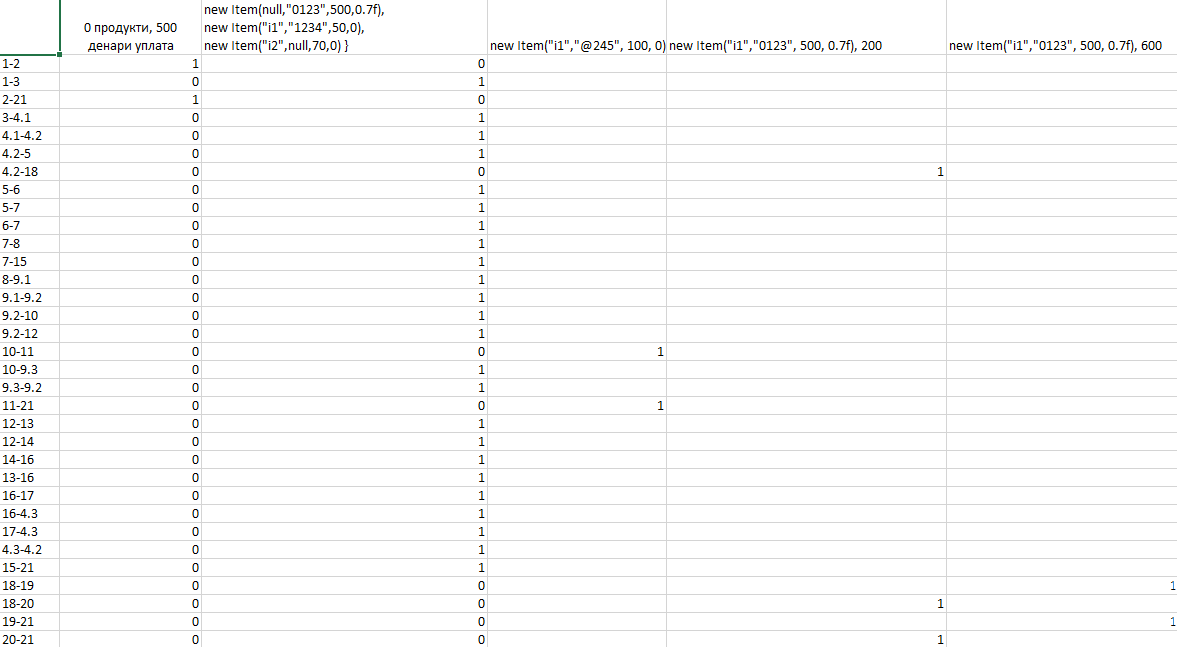 0 продукти, 500
денари уплата
new Item(null,"0123",500,0.7f),
new Item("i1","1234",50,0),
new Item("i2",null,70,0) }
new Item("i1","@245", 100, 0)
new Item("i1","0123", 500, 0.7f), 200
new Item("i1","0123", 500, 0.7f), 600
1-2 1 0
1-3 0 1
2-21 1 0
3-4.1 0 1
4.1-4.2 0 1
4.2-5 0 1
4.2-18 0 0 1
5-6 0 1
5-7 0 1
6-7 0 1
7-8 0 1
7-15 0 1
8-9.1 0 1
9.1-9.2 0 1
9.2-10 0 1
9.2-12 0 1
10-11 0 0 1
10-9.3 0 1
9.3-9.2 0 1
11-21 0 0 1
12-13 0 1
12-14 0 1
14-16 0 1
13-16 0 1
16-17 0 1
16-4.3 0 1
17-4.3 0 1
4.3-4.2 0 1
15-21 0 1
18-19 0 0 1
18-20 0 0 1
19-21 0 0 1
20-21 0 0 1